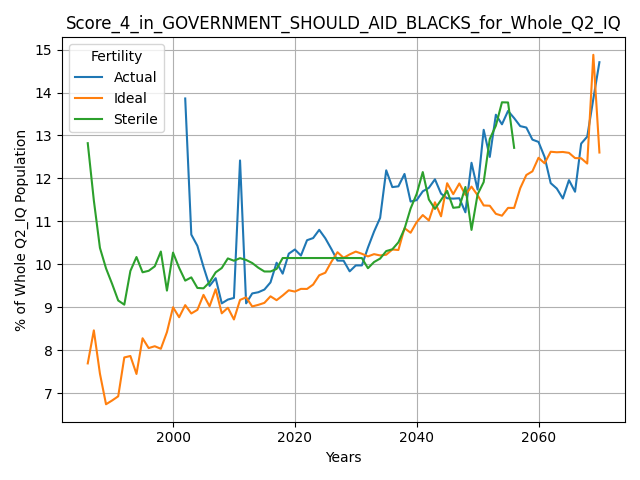 Score_4_in_GOVERNMENT_SHOULD_AID_BLACKS_for_Whole_Q2_IQ
Fertility
Actual
Ideal
Sterile
% of Whole Q2_IQ Population
15
14
13
12
11
10
9
8
7
2000 2020 2040 2060
Years